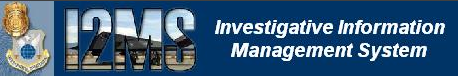 I2MS
Investigative Information
Management System